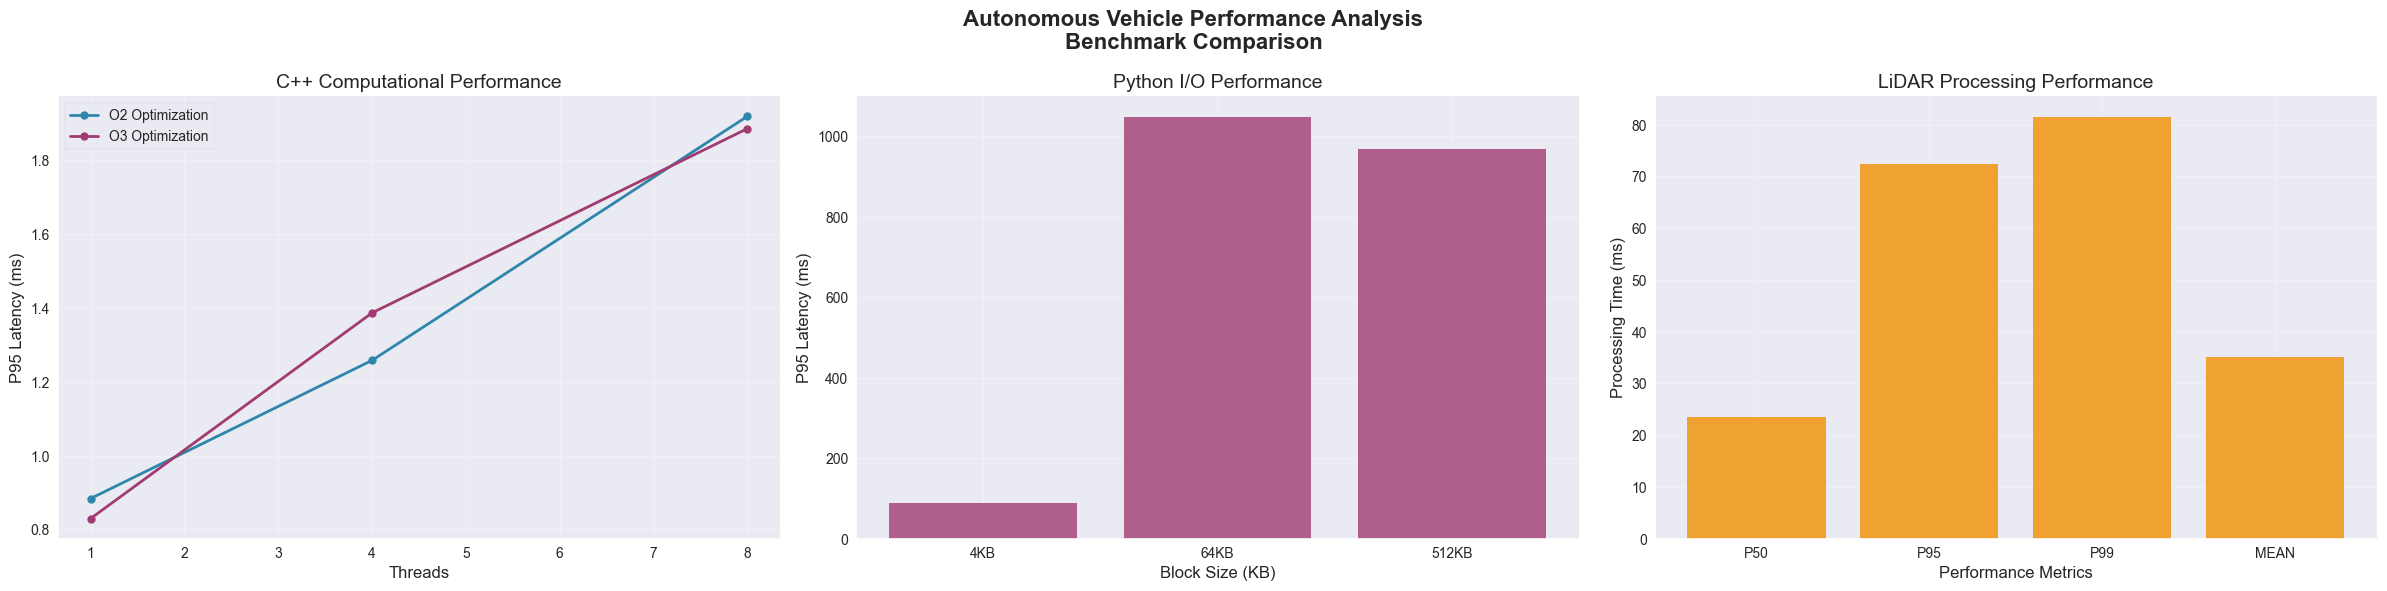 Autonomous Vehicle Performance Analysis
Benchmark Comparison
C++ Computational Performance
O2 Optimization
O3 Optimization
P95 Latency (ms)
1.8
1.6
1.4
1.2
1.0
0.8
1 2 3 4 5 6 7 8
Threads
Python I/O Performance
P95 Latency (ms)
1000
800
600
400
200
0
4KB 64KB 512KB
Block Size (KB)
LiDAR Processing Performance
Processing Time (ms)
80
70
60
50
40
30
20
10
0
P50 P95 P99 MEAN
Performance Metrics